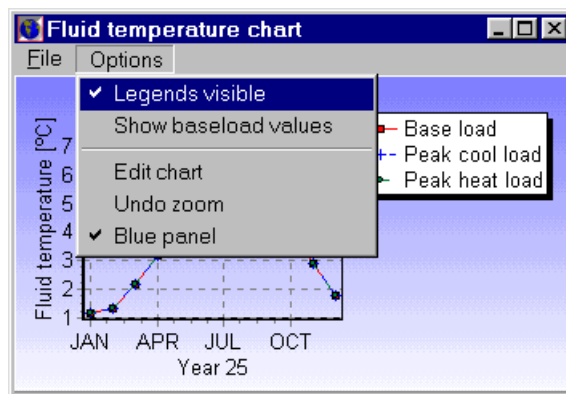 Fluid temperature chart
File Options
Legends visible
Show baseload values
Edit chart
Undo zoom
Blue panel
Base load
Peak cool load
Peak heat load
Fluid temperature [ºC]
7
6
5
4
3
2
1
JAN APR JUL OCT
Year 25